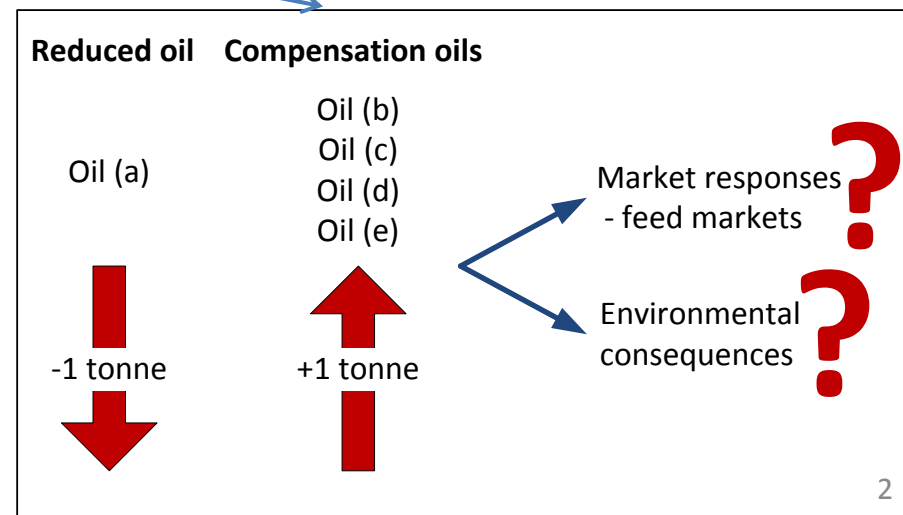 Reduced oil Compensation oils
Oil (a)
Oil (b)
Oil (c)
Oil (d)
Oil (e)
-1 tonne
+1 tonne
Market responses
- feed markets
?
Environmental
consequences
?
2